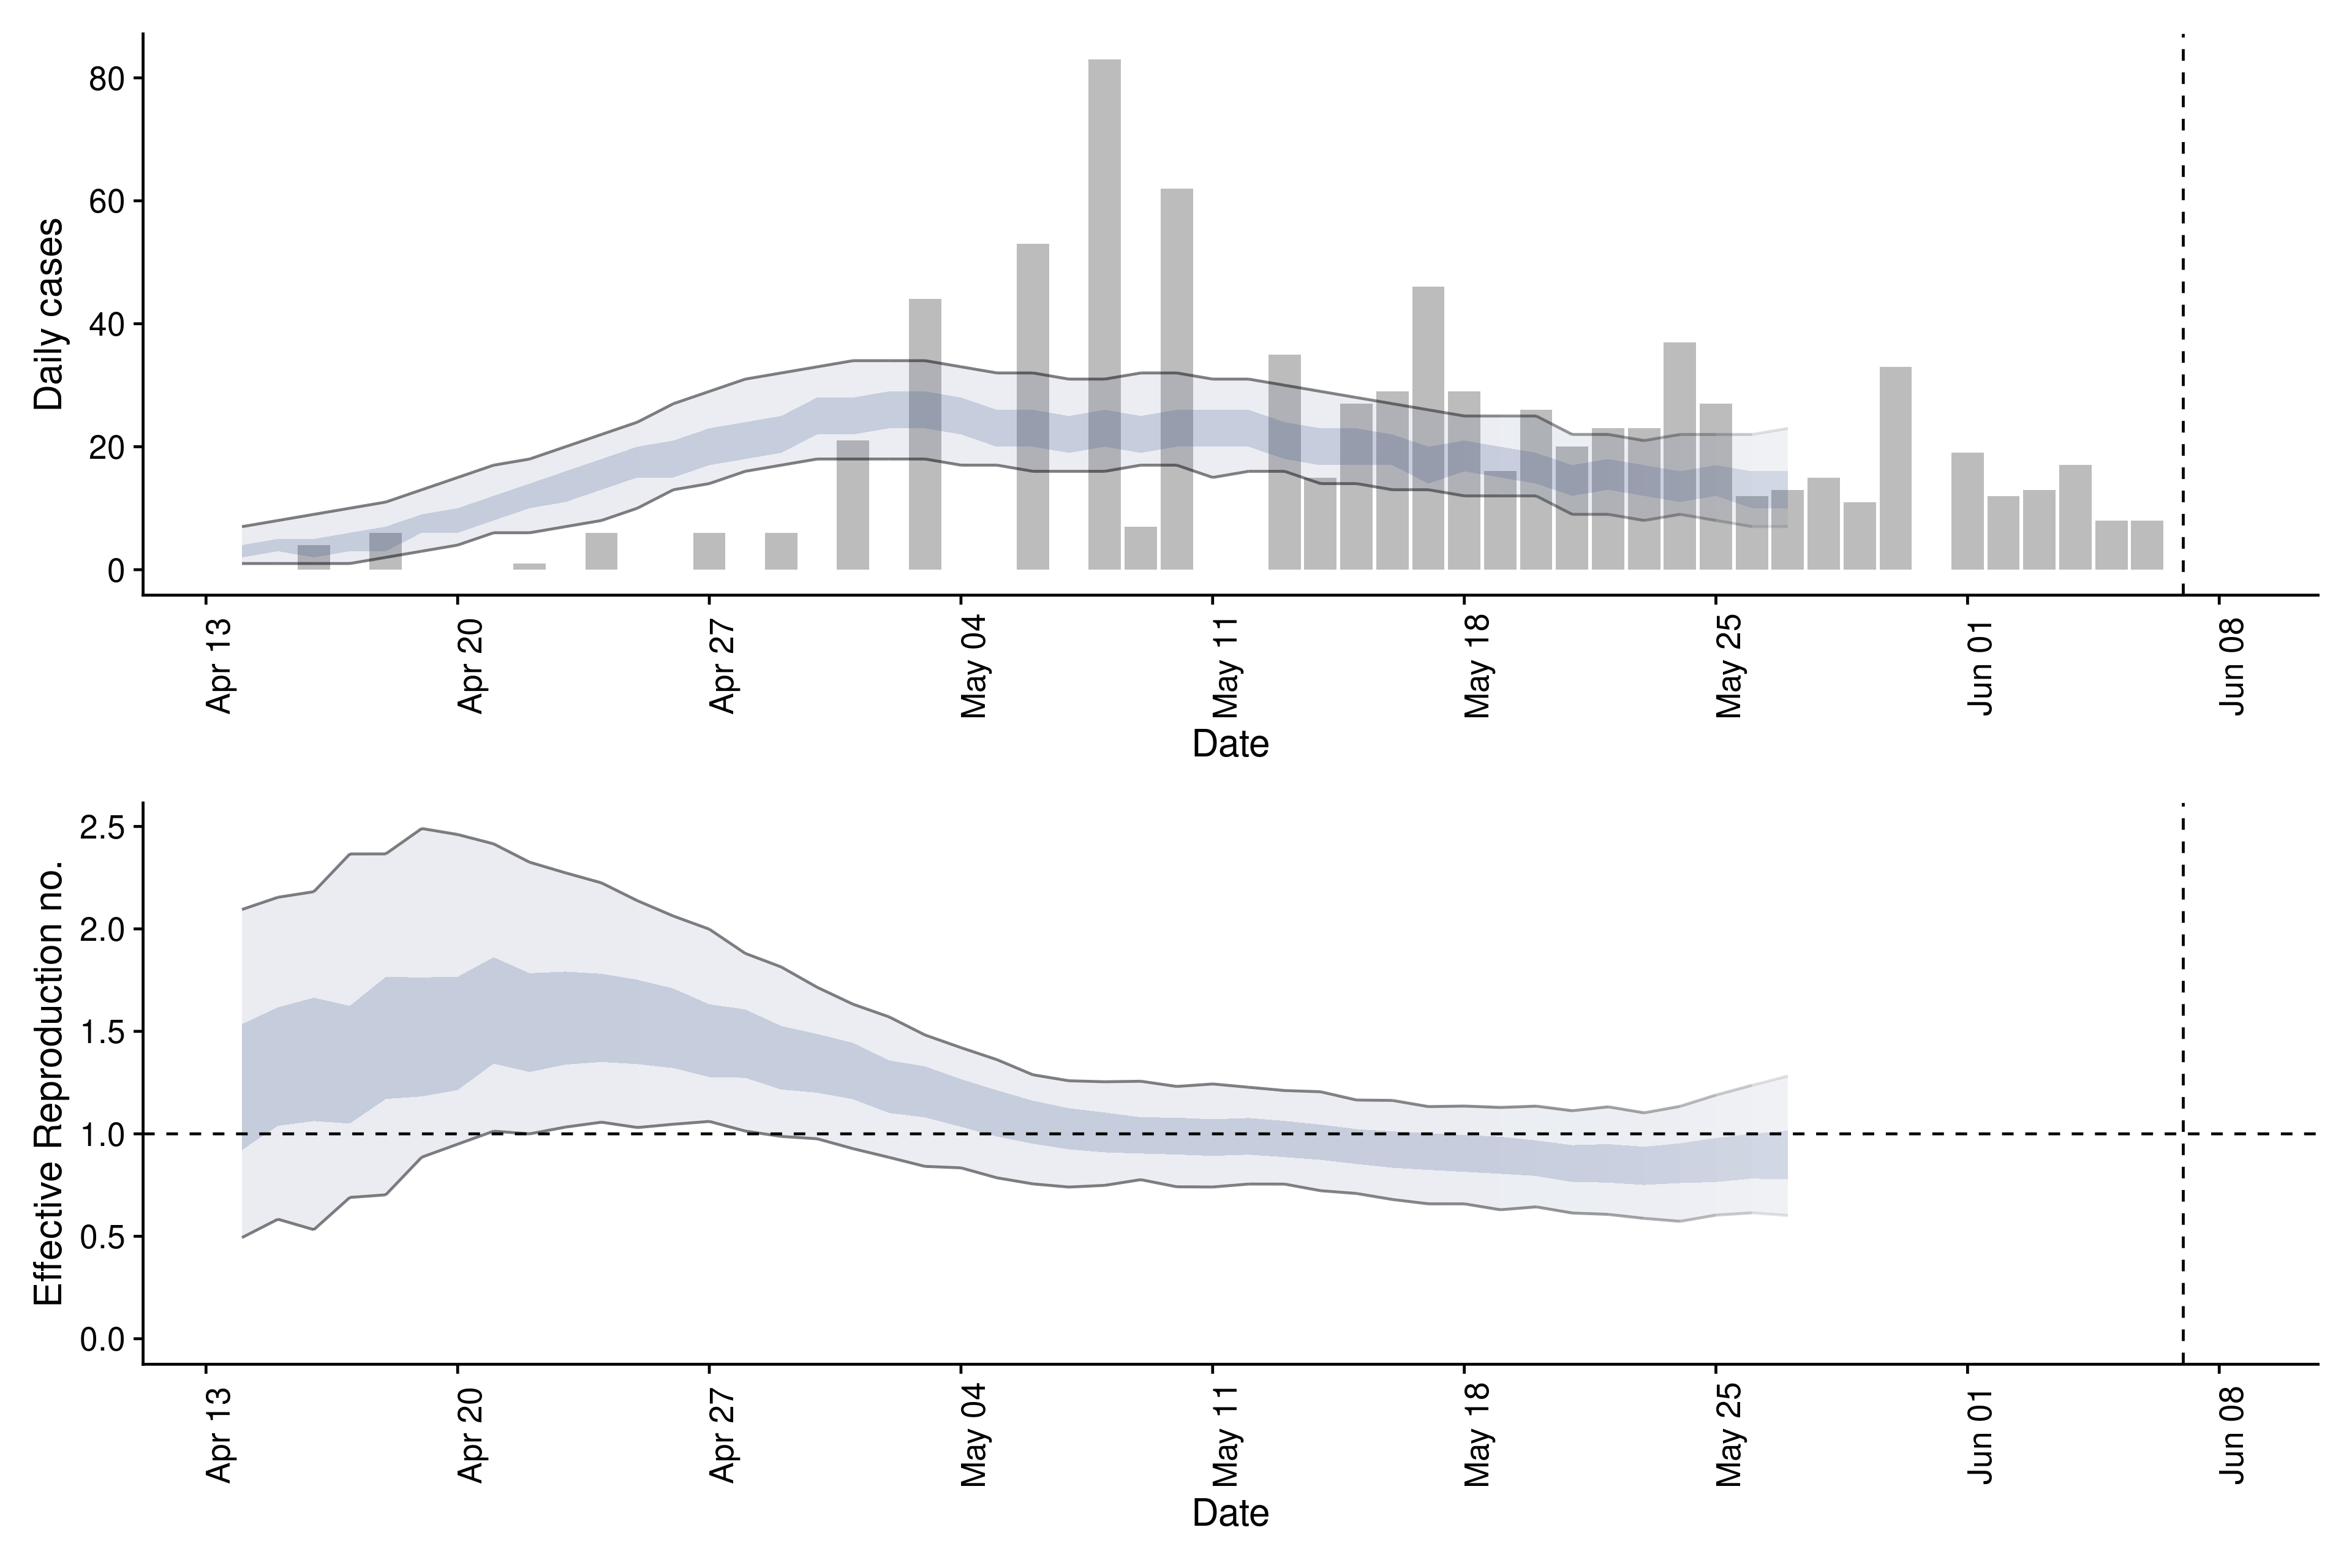 Daily cases
80
60
40
20
0
Apr 13
Apr 20
Apr 27
May 04
May 11
May 18
May 25
Jun 01
Jun 08
Date
Effective Reproduction no.
2.5
2.0
1.5
1.0
0.5
0.0
Apr 13
Apr 20
Apr 27
May 04
May 11
May 18
May 25
Jun 01
Jun 08
Date